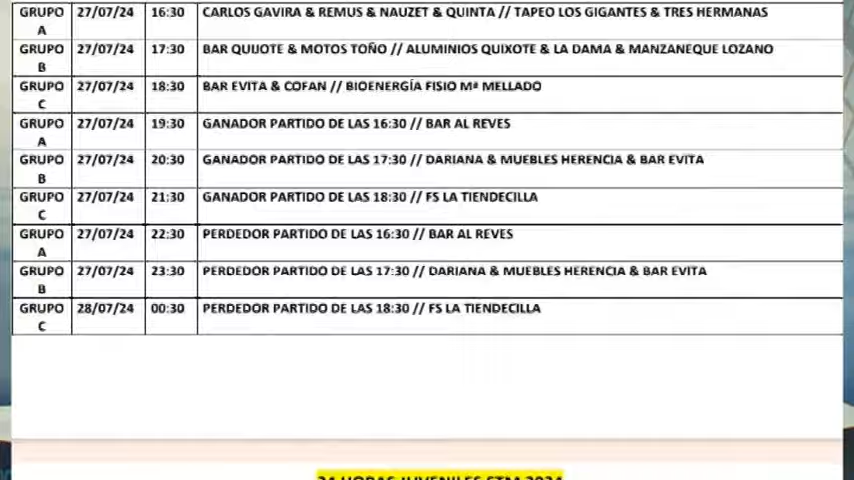 GRUPO A 27/07/24 16:30 CARLOS GAVIRA & REMUS & NAUZET & QUINTA // TAPEO LOS GIGANTES & TRES HERMANAS
GRUPO B 27/07/24 17:30 BAR QUIJOTE & MOTOS TOÑO // ALUMINIOS QUIXOTE & LA DAMA & MANZANEQUE LOZANO
GRUPO C 27/07/24 18:30 BAR EVITA & COFAN // BIOENERGÍA FISIO Mª MELLADO
GRUPO A 27/07/24 19:30 GANADOR PARTIDO DE LAS 16:30 // BAR AL REVES
GRUPO B 27/07/24 20:30 GANADOR PARTIDO DE LAS 17:30 // DARIANA & MUEBLES HERENCIA & BAR EVITA
GRUPO C 27/07/24 21:30 GANADOR PARTIDO DE LAS 18:30 // FS LA TIENDECILLA
GRUPO A 27/07/24 22:30 PERDEDOR PARTIDO DE LAS 16:30 // BAR AL REVES
GRUPO B 27/07/24 23:30 PERDEDOR PARTIDO DE LAS 17:30 // DARIANA & MUEBLES HERENCIA & BAR EVITA
GRUPO C 28/07/24 00:30 PERDEDOR PARTIDO DE LAS 18:30 // FS LA TIENDECILLA
24 HORAS JUVENILES STM 2024